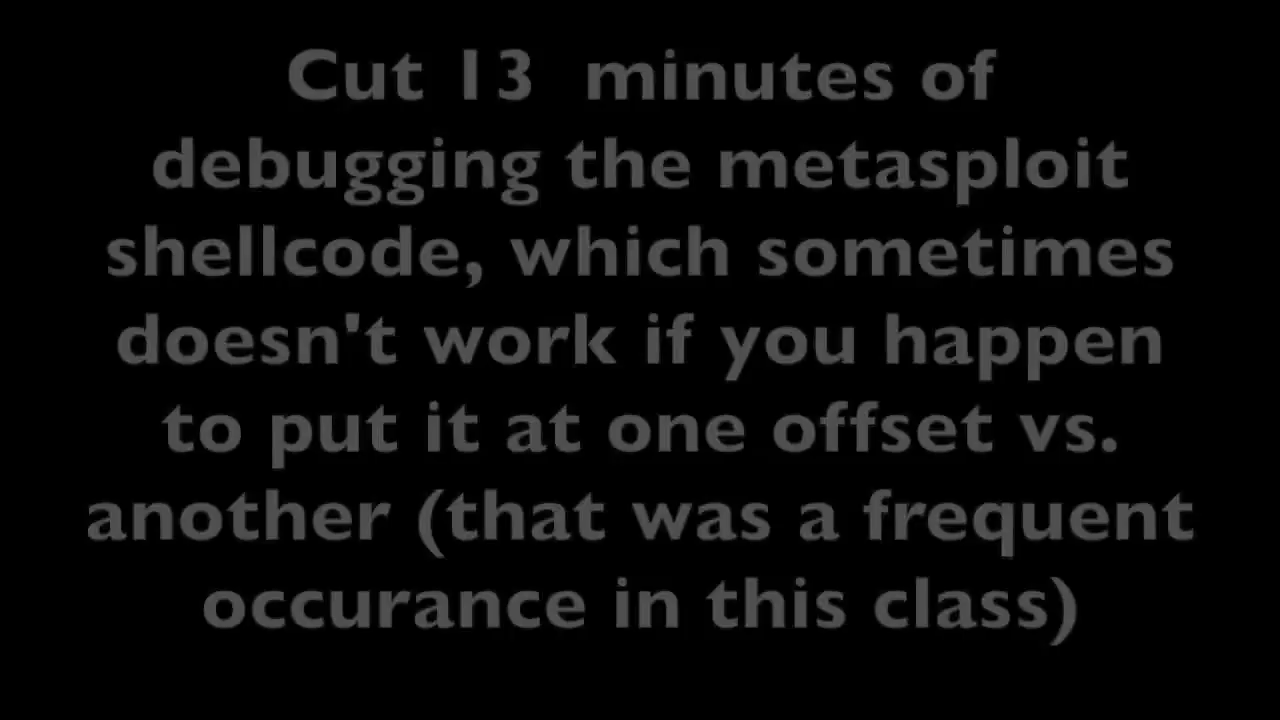 Cut 13  minutes of
debugging the metasploit
shellcode, which sometimes
doesn't work if you happen
to put it at one offset vs.
another (that was a frequent
occurance in this class)